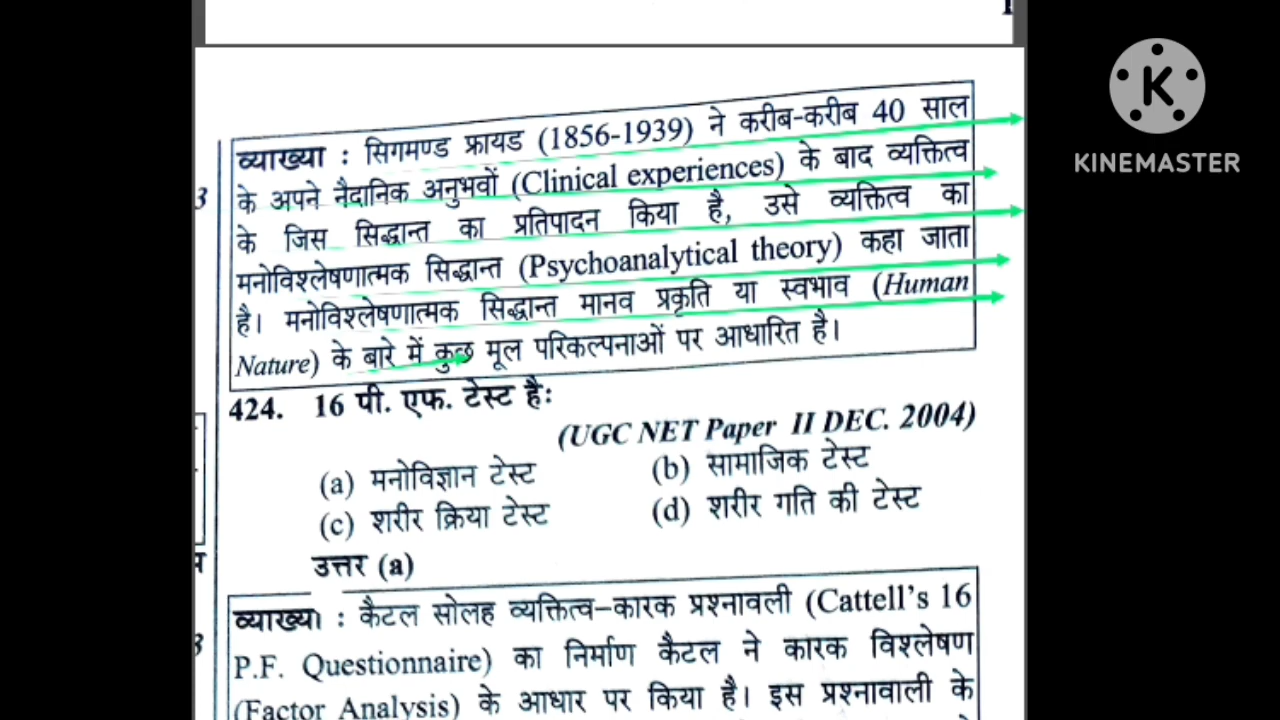 व्याख्या : सिगमण्ड फ्रायड (1856-1939) ने करीब-करीब 40 साल
के अपने नैदानिक अनुभवों (Clinical experiences) के बाद व्यक्तित्व
के जिस सिद्धान्त का प्रतिपादन किया है, उसे व्यक्तित्व का
मनोविश्लेषणात्मक सिद्धान्त (Psychoanalytical theory) कहा जाता
है। मनोविश्लेषणात्मक सिद्धान्त मानव प्रकृति या स्वभाव (Human
Nature) के बारे में कुछ मूल परिकल्पनाओं पर आधारित है।
424. 16 पी. एफ. टेस्ट है:
(UGC NET Paper II DEC. 2004)
(a) मनोविज्ञान टेस्ट (b) सामाजिक टेस्ट
(c) शरीर क्रिया टेस्ट (d) शरीर गति की टेस्ट
उत्तर (a)
व्याख्या : कैटल सोलह व्यक्तित्व-कारक प्रश्नावली (Cattell's 16
P.F. Questionnaire) का निर्माण कैटल ने कारक विश्लेषण
(Factor Analysis) के आधार पर किया है। इस प्रश्नावाली के
KINEMASTER